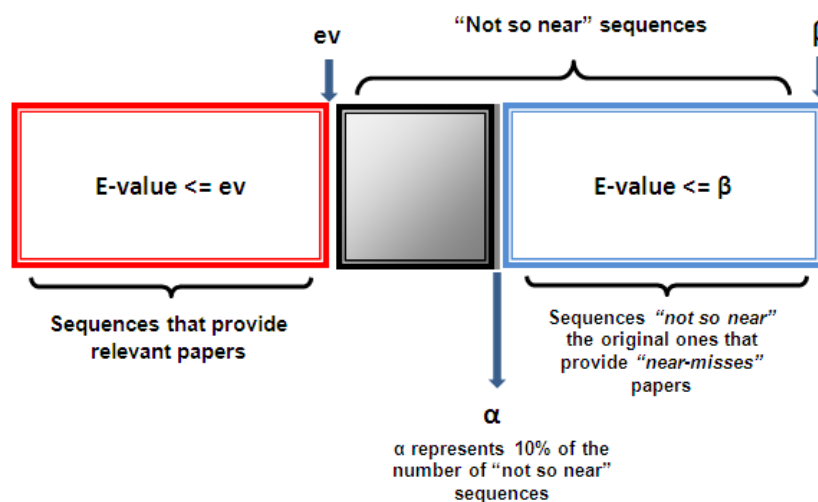 ev
“Not so near” sequences
β
E-value <= ev
E-value <= β
Sequences that provide
relevant papers
Sequences “not so near”
the original ones that
provide “near-misses”
papers
α
α represents 10% of the
number of “not so near”
sequences